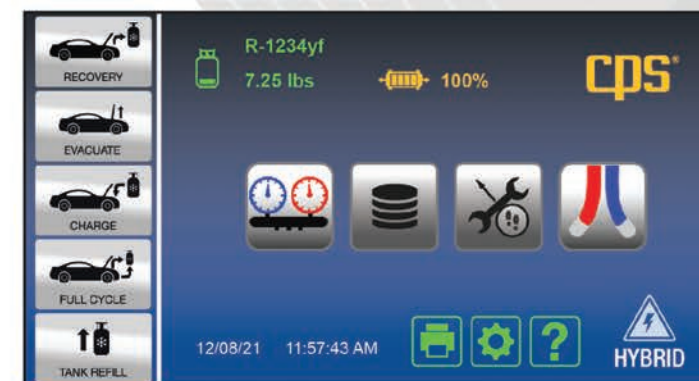 RECOVERY
EVACUATE
CHARGE
FULL CYCLE
TANK REFILL
R-1234yf
7.25 lbs
100%
cps®
12/08/21 11:57:43 AM
?
HYBRID